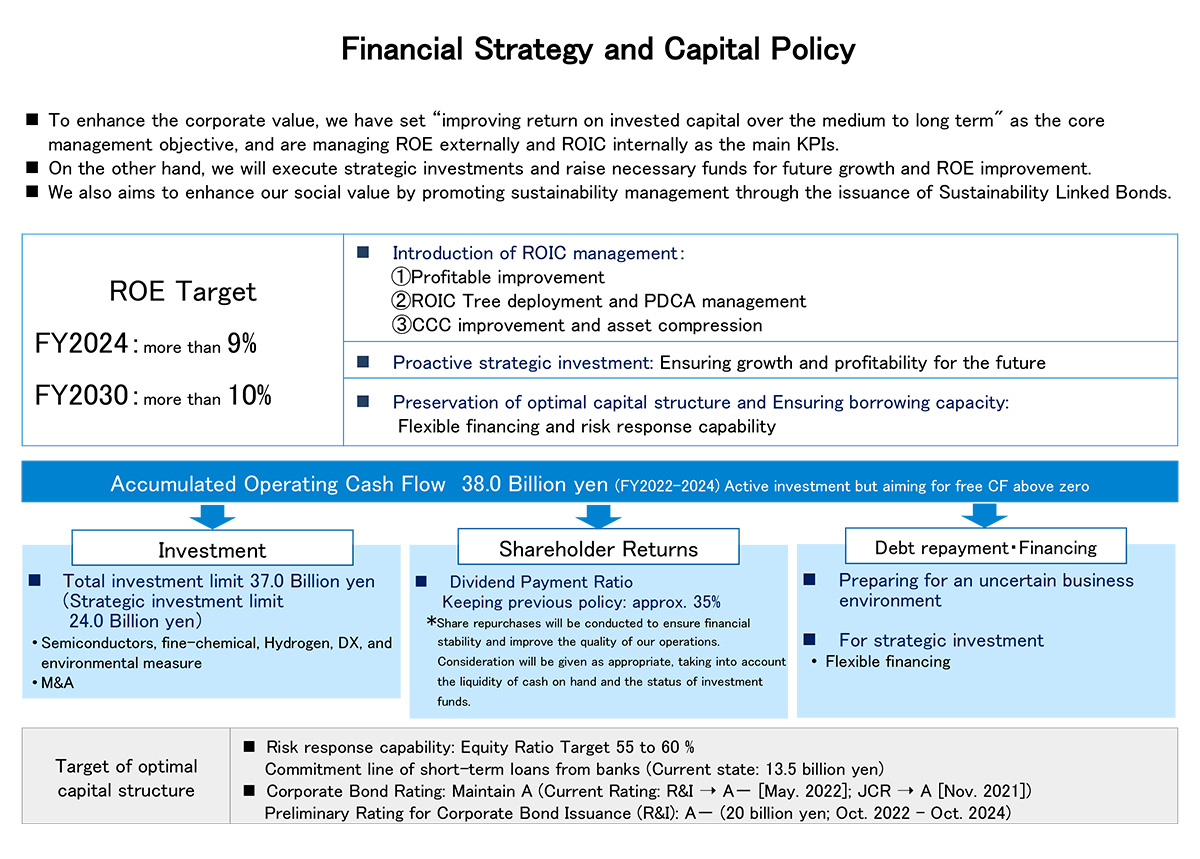 Financial Strategy and Capital Policy
■ To enhance the corporate value, we have set “improving return on invested capital over the medium to long term” as the core
management objective, and are managing ROE externally and ROIC internally as the main KPIs.
■ On the other hand, we will execute strategic investments and raise necessary funds for future growth and ROE improvement.
■ We also aims to enhance our social value by promoting sustainability management through the issuance of Sustainability Linked Bonds.
ROE Target
FY2024：more than 9%
FY2030：more than 10%
■ Introduction of ROIC management：
①Profitable improvement
②ROIC Tree deployment and PDCA management
③CCC improvement and asset compression
■ Proactive strategic investment: Ensuring growth and profitability for the future
■ Preservation of optimal capital structure and Ensuring borrowing capacity:
Flexible financing and risk response capability
Accumulated Operating Cash Flow 38.0 Billion yen (FY2022-2024) Active investment but aiming for free CF above zero
Investment
■ Total investment limit 37.0 Billion yen
（Strategic investment limit
24.0 Billion yen）
・Semiconductors, fine-chemical, Hydrogen, DX, and
environmental measure
・M&A
Shareholder Returns
■ Dividend Payment Ratio
Keeping previous policy: approx. 35%
＊Share repurchases will be conducted to ensure financial
stability and improve the quality of our operations.
Consideration will be given as appropriate, taking into account
the liquidity of cash on hand and the status of investment
funds.
Debt repayment・Financing
■ Preparing for an uncertain business
environment
■ For strategic investment
・ Flexible financing
Target of optimal
capital structure
■ Risk response capability: Equity Ratio Target 55 to 60 %
Commitment line of short-term loans from banks (Current state: 13.5 billion yen)
■ Corporate Bond Rating: Maintain A (Current Rating: R&I → A－ [May. 2022]; JCR → A [Nov. 2021])
Preliminary Rating for Corporate Bond Issuance (R&I): A－ (20 billion yen; Oct. 2022 - Oct. 2024)